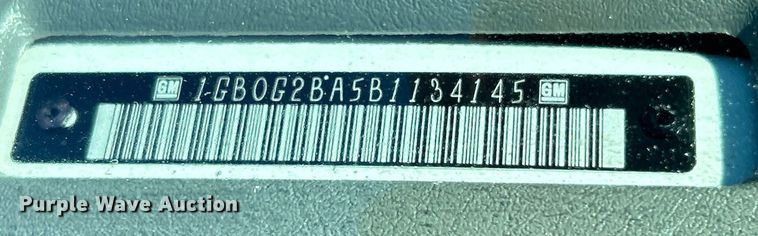 GM 1GB0G2BA5B1134145 GM
Purple Wave Auction